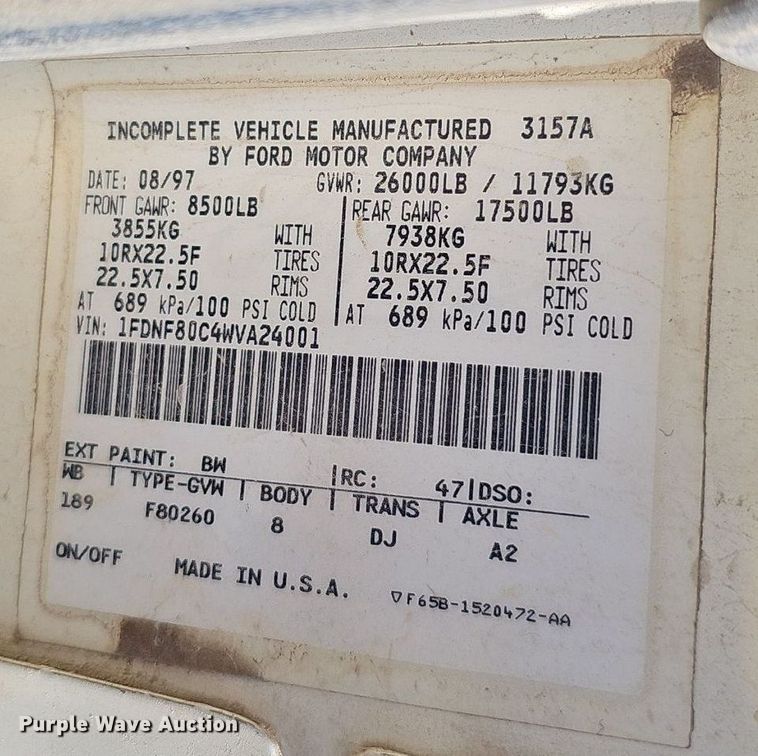 INCOMPLETE VEHICLE MANUFACTURED 3157A
BY FORD MOTOR COMPANY
DATE: 08/97 GVWR: 26000LB / 11793KG
FRONT GAWR: 8500LB REAR GAWR: 17500LB
3855KG WITH 7938KG WITH
10RX22.5F TIRES 10RX22.5F TIRES
22.5X7.50 RIMS 22.5X7.50 RIMS
AT 689 kPa/100 PSI COLD AT 689 kPa/100 PSI COLD
VIN: 1FDNF80C4WVA24001
EXT PAINT: BW RC: 47 DSO:
WB TYPE-GVW BODY TRANS AXLE
189 F80260 8 DJ A2
ON/OFF MADE IN U.S.A. ▽F65B-1520472-AA
Purple Wave Auction